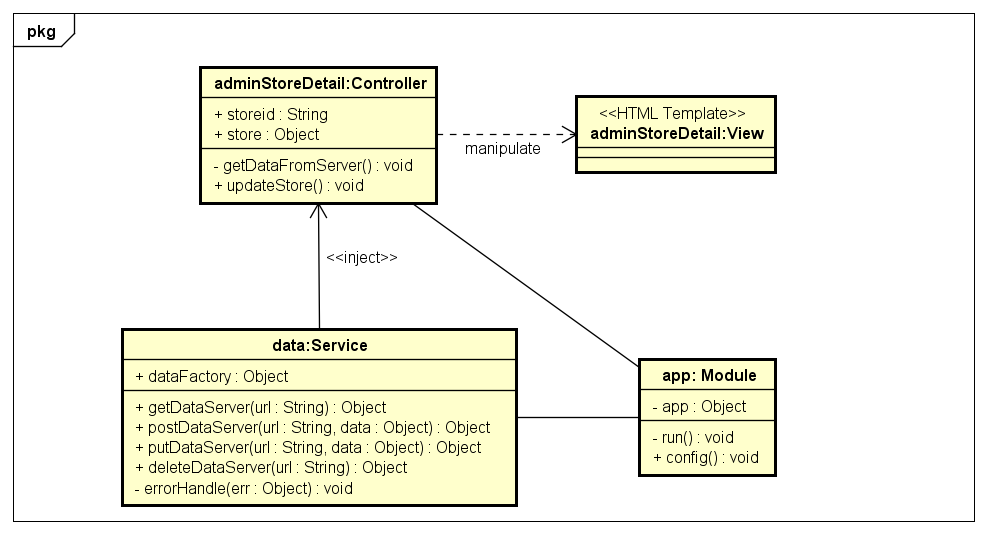 pkg
adminStoreDetail:Controller
+ storeid : String
+ store : Object
- getDataFromServer() : void
+ updateStore() : void
manipulate
<<HTML Template>>
adminStoreDetail:View
<<inject>>
data:Service
+ dataFactory : Object
+ getDataServer(url : String) : Object
+ postDataServer(url : String, data : Object) : Object
+ putDataServer(url : String, data : Object) : Object
+ deleteDataServer(url : String) : Object
- errorHandle(err : Object) : void
app: Module
- app : Object
- run() : void
+ config() : void